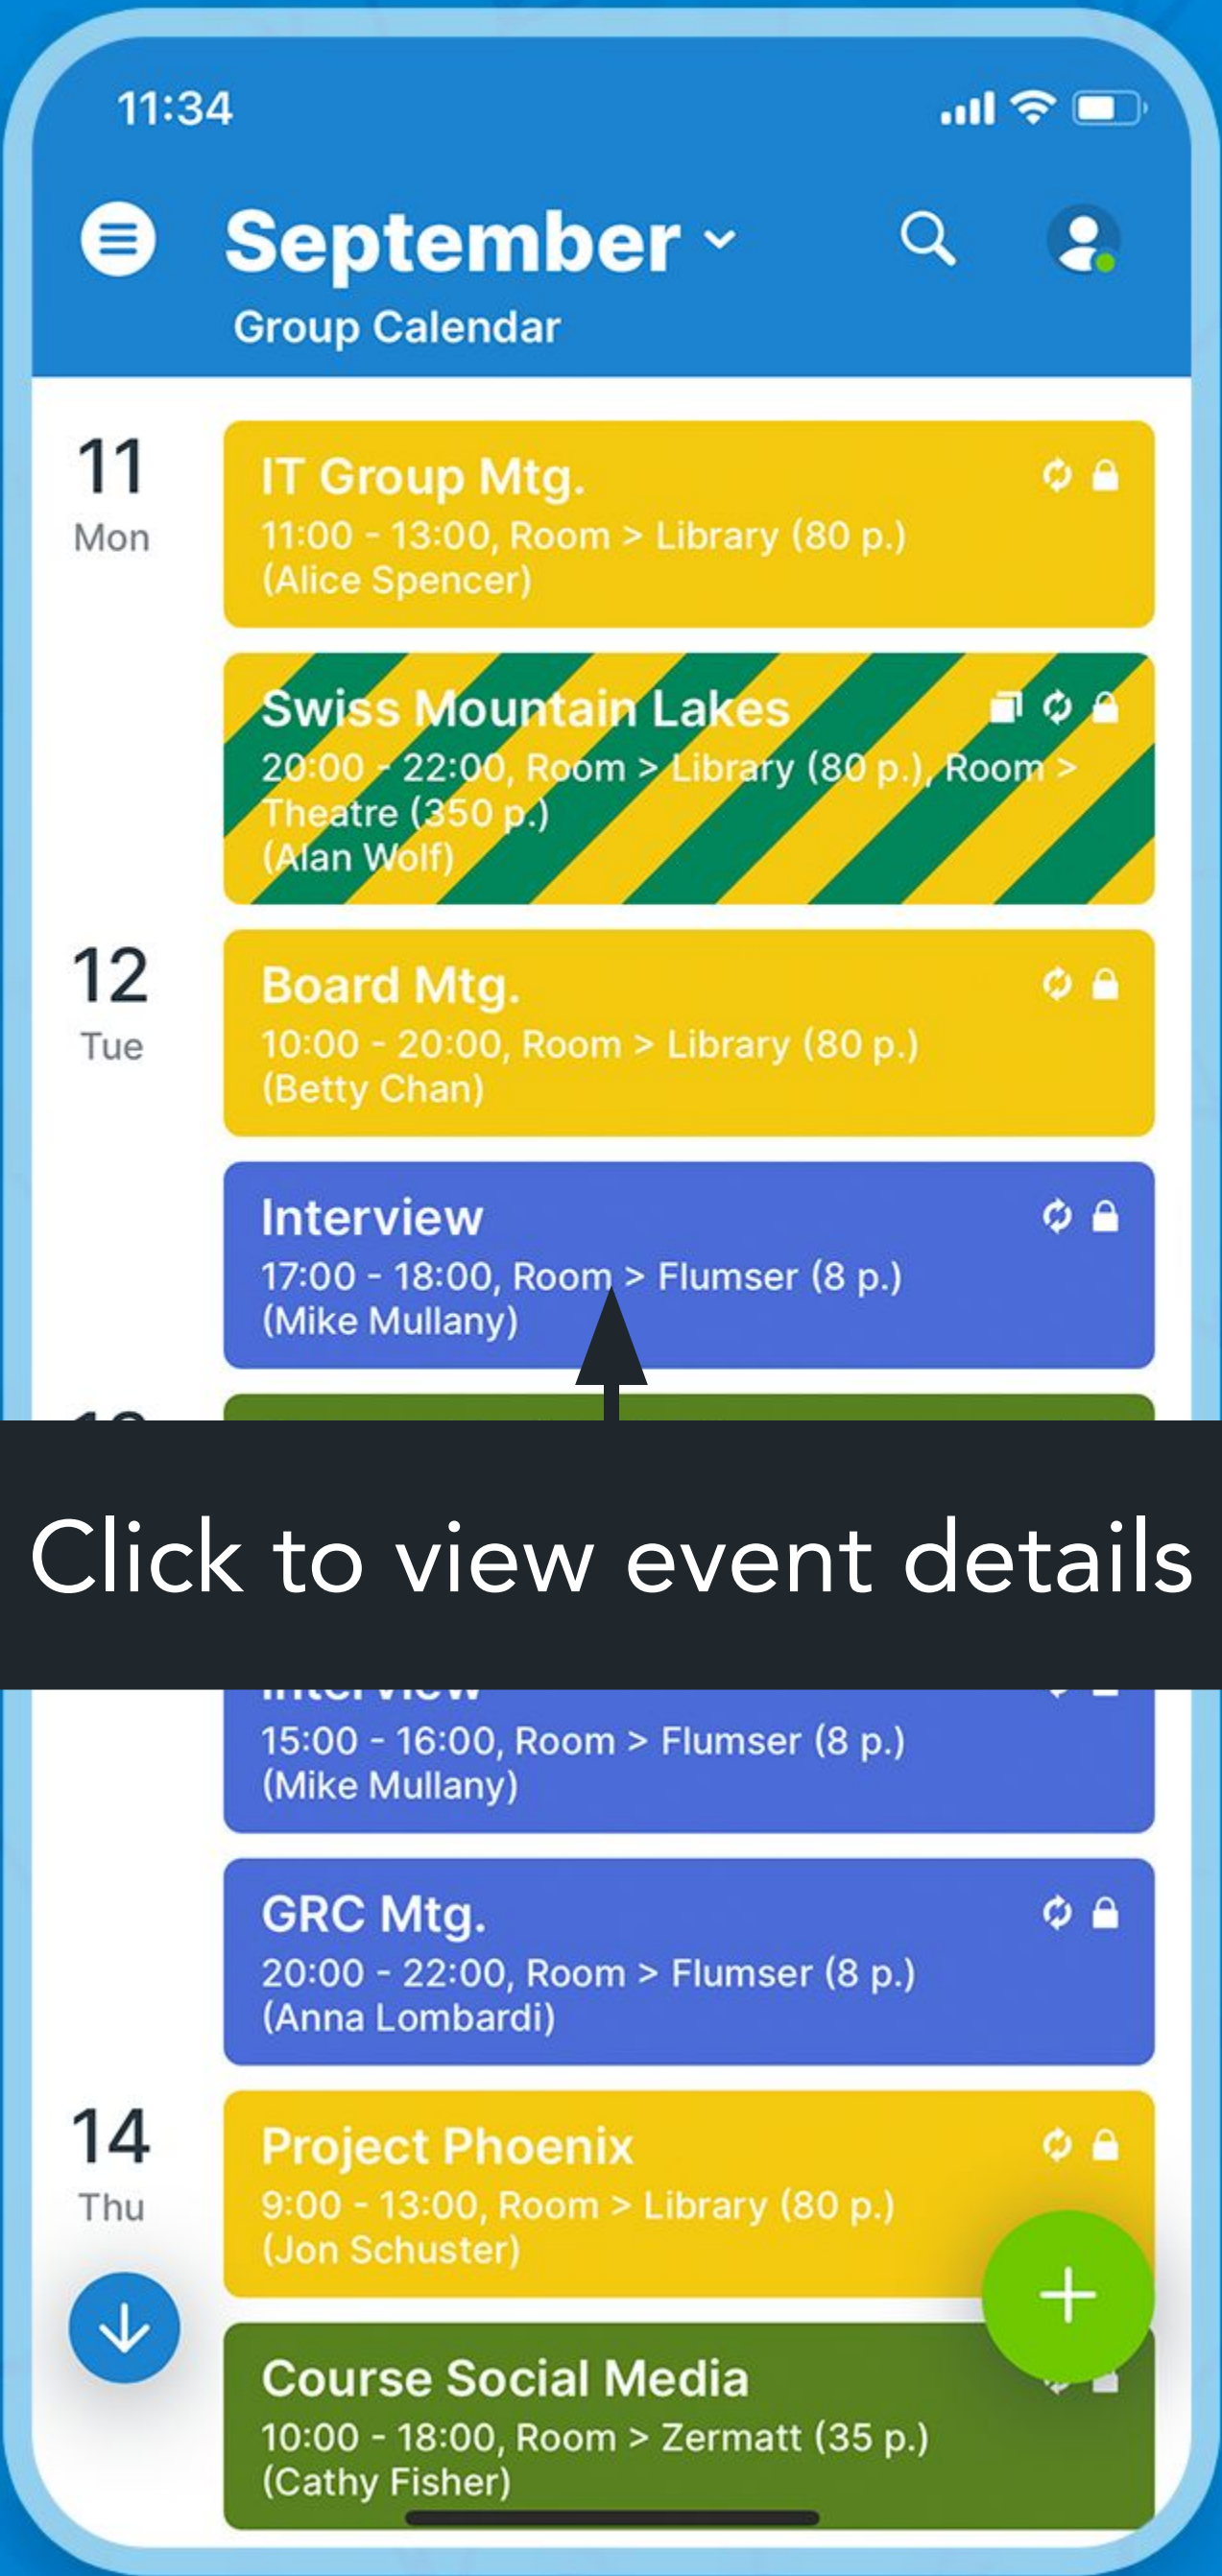 11:34
September
Group Calendar
11
Mon
IT Group Mtg.
11:00 - 13:00, Room > Library (80 p.)
(Alice Spencer)
Swiss Mountain Lakes
20:00 - 22:00, Room > Library (80 p.), Room >
Theatre (350 p.)
(Alan Wolf)
12
Tue
Board Mtg.
10:00 - 20:00, Room > Library (80 p.)
(Betty Chan)
Interview
17:00 - 18:00, Room > Flumser (8 p.)
(Mike Mullany)
Click to view event details
Interview
15:00 - 16:00, Room > Flumser (8 p.)
(Mike Mullany)
GRC Mtg.
20:00 - 22:00, Room > Flumser (8 p.)
(Anna Lombardi)
14
Thu
Project Phoenix
9:00 - 13:00, Room > Library (80 p.)
(Jon Schuster)
Course Social Media
10:00 - 18:00, Room > Zermatt (35 p.)
(Cathy Fisher)